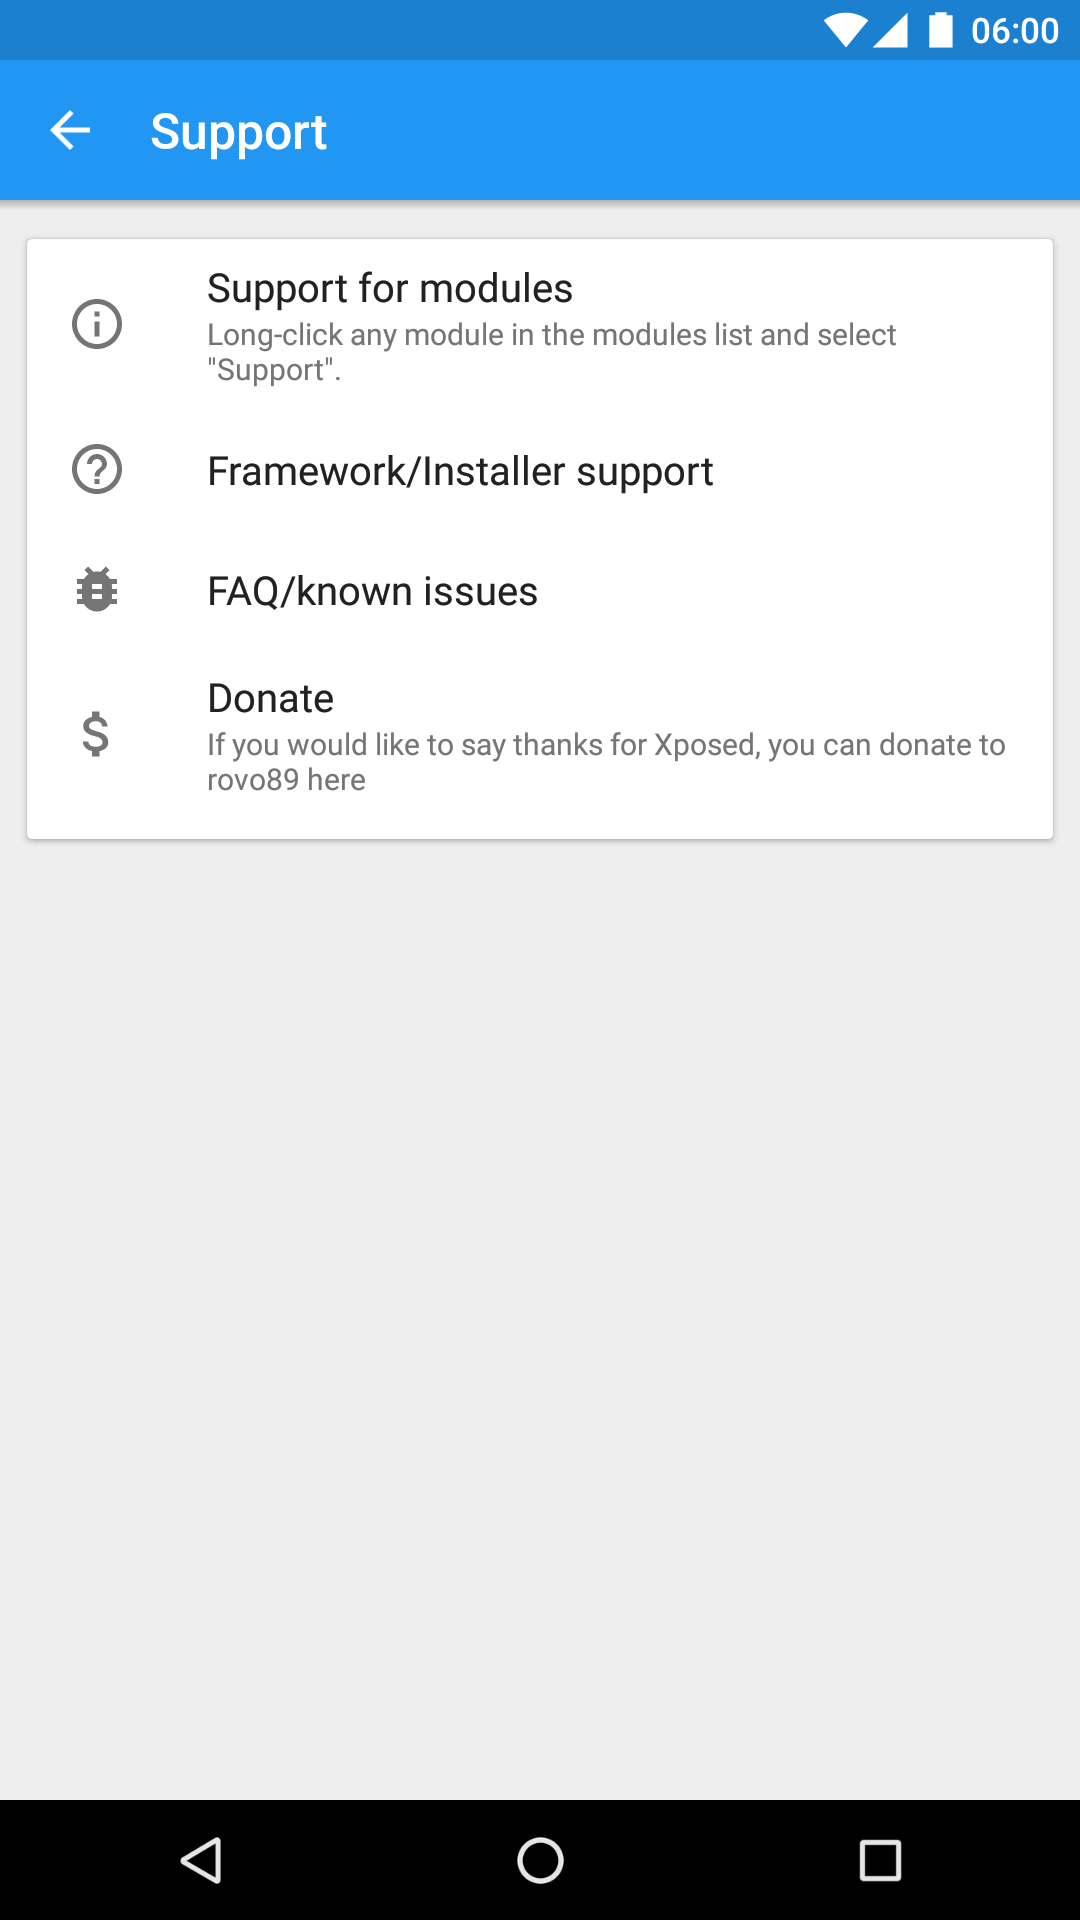 06:00
Support
Support for modules
Long-click any module in the modules list and select
"Support".
Framework/Installer support
FAQ/known issues
Donate
If you would like to say thanks for Xposed, you can donate to
rovo89 here